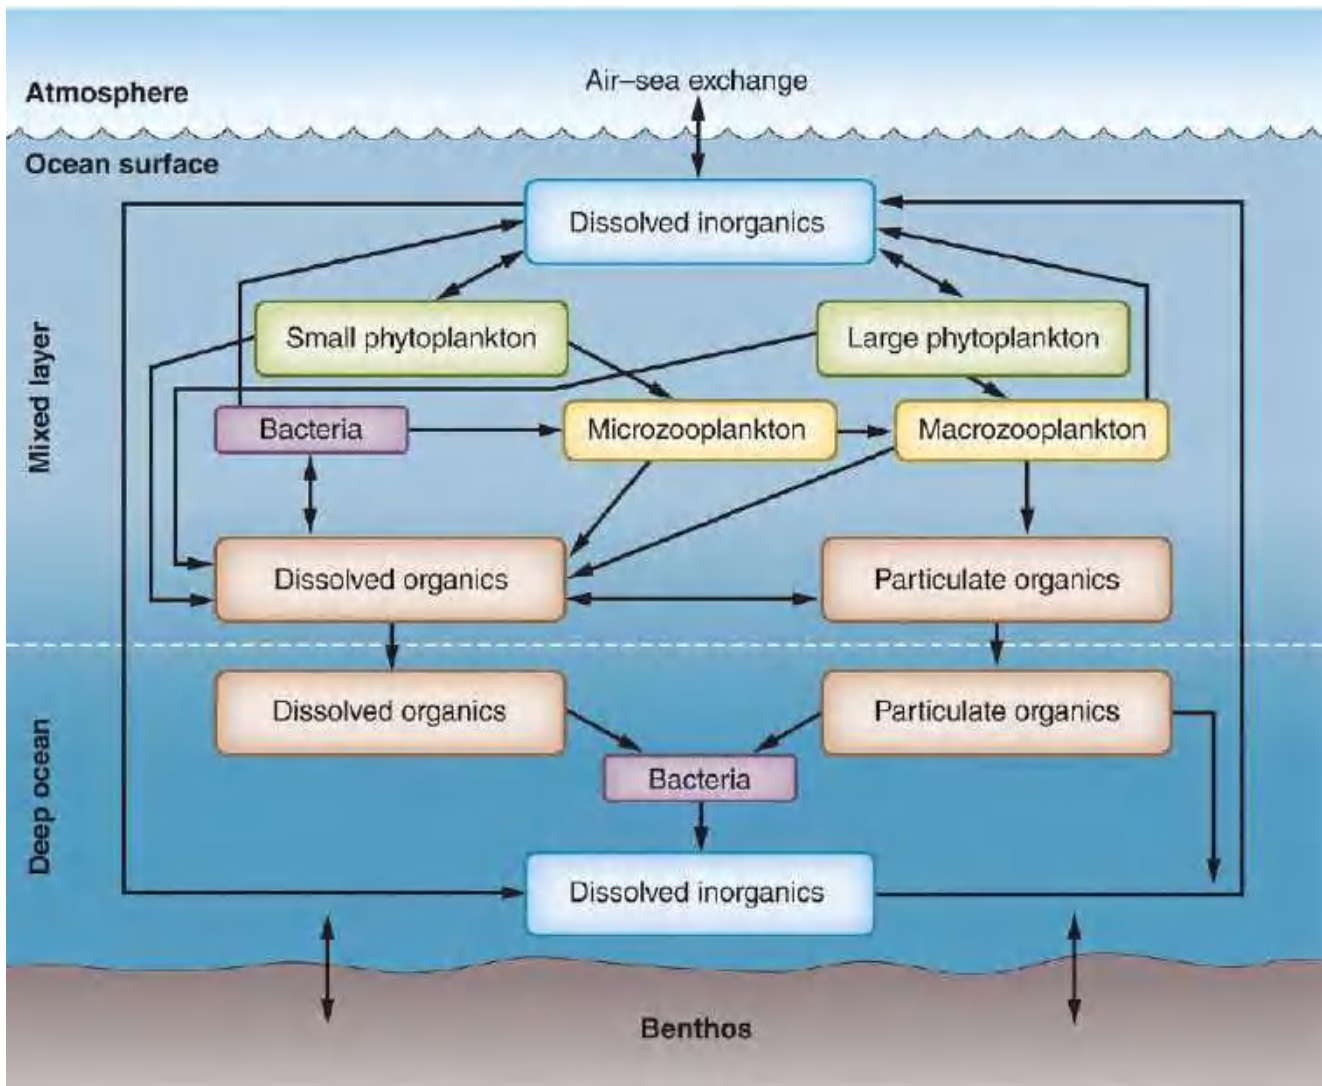 Air–sea exchange
Atmosphere
Ocean surface
Dissolved inorganics
Mixed layer
Small phytoplankton
Large phytoplankton
Bacteria
Microzooplankton
Macrozooplankton
Dissolved organics
Particulate organics
Deep ocean
Dissolved organics
Particulate organics
Bacteria
Dissolved inorganics
Benthos